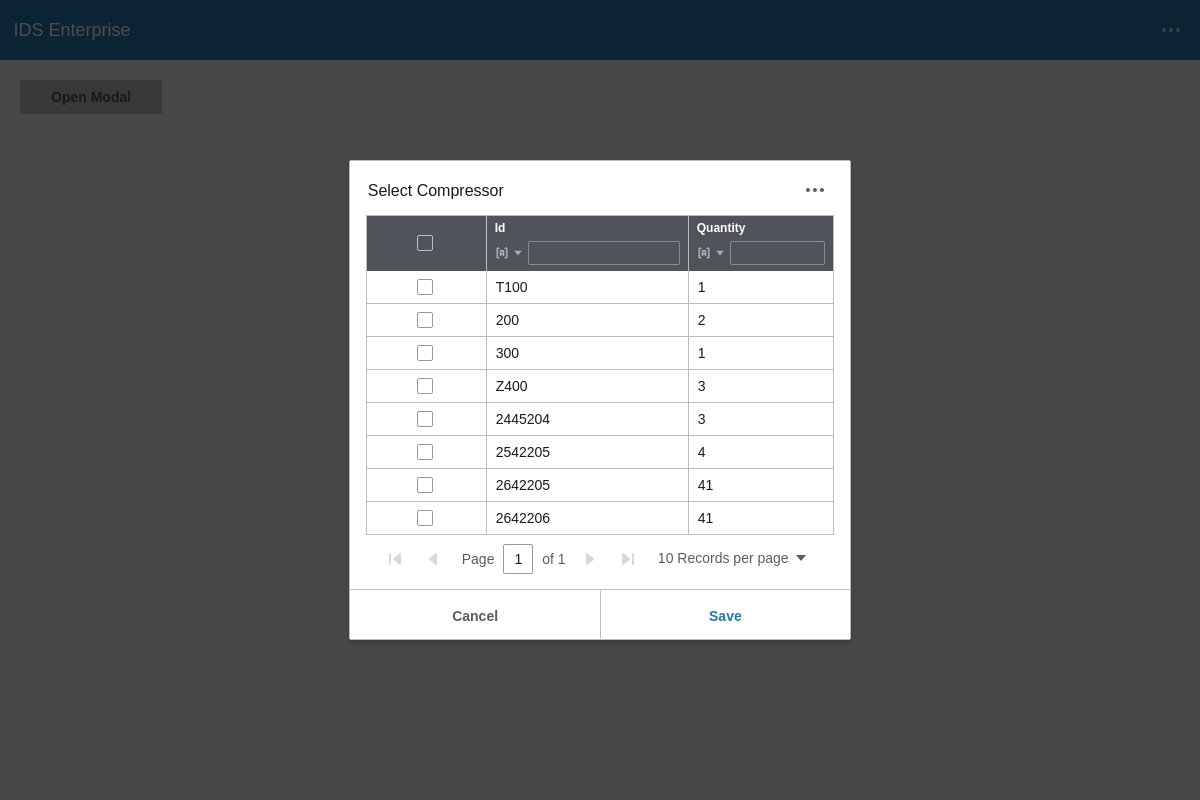 IDS Enterprise
Open Modal
Select Compressor
Id
Quantity
T100 1
200 2
300 1
Z400 3
2445204 3
2542205 4
2642205 41
2642206 41
Page 1 of 1
10 Records per page
Cancel
Save